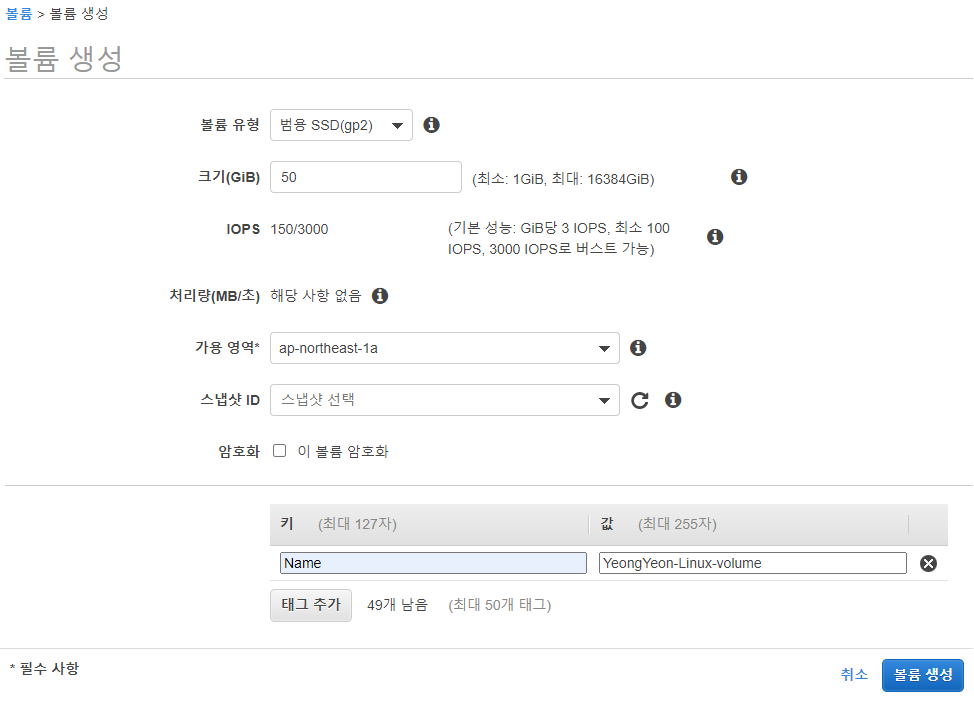 볼륨 > 볼륨 생성
볼륨 생성
볼륨 유형 범용 SSD(gp2)
크기(GiB) 50 (최소: 1GiB, 최대: 16384GiB)
IOPS 150/3000 (기본 성능: GiB당 3 IOPS, 최소 100
IOPS, 3000 IOPS로 버스트 가능)
처리량(MB/초) 해당 사항 없음
가용 영역* ap-northeast-1a
스냅샷 ID 스냅샷 선택
암호화 이 볼륨 암호화
키 (최대 127자) 값 (최대 255자)
Name YeongYeon-Linux-volume
태그 추가 49개 남음 (최대 50개 태그)
* 필수 사항 취소 볼륨 생성